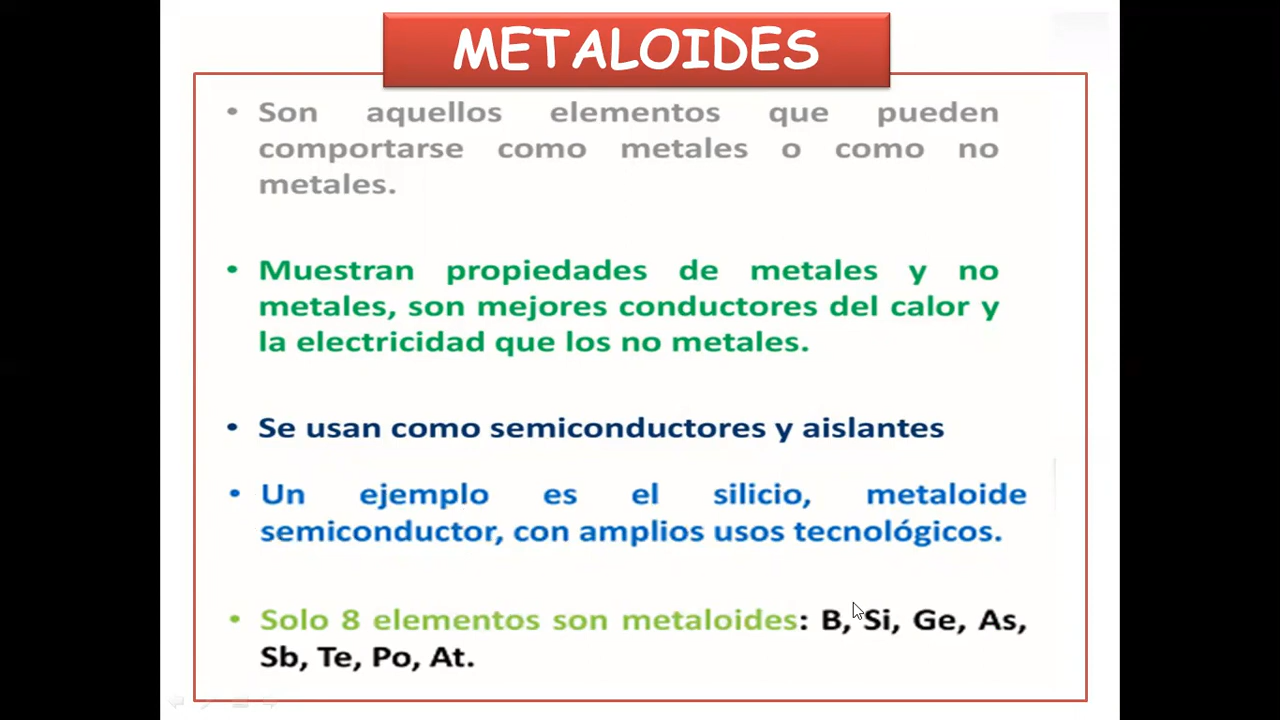 METALOIDES
• Son aquellos elementos que pueden
comportarse como metales o como no
metales.
• Muestran propiedades de metales y no
metales, son mejores conductores del calor y
la electricidad que los no metales.
• Se usan como semiconductores y aislantes
• Un ejemplo es el silicio, metaloide
semiconductor, con amplios usos tecnológicos.
• Solo 8 elementos son metaloides: B, Si, Ge, As,
Sb, Te, Po, At.